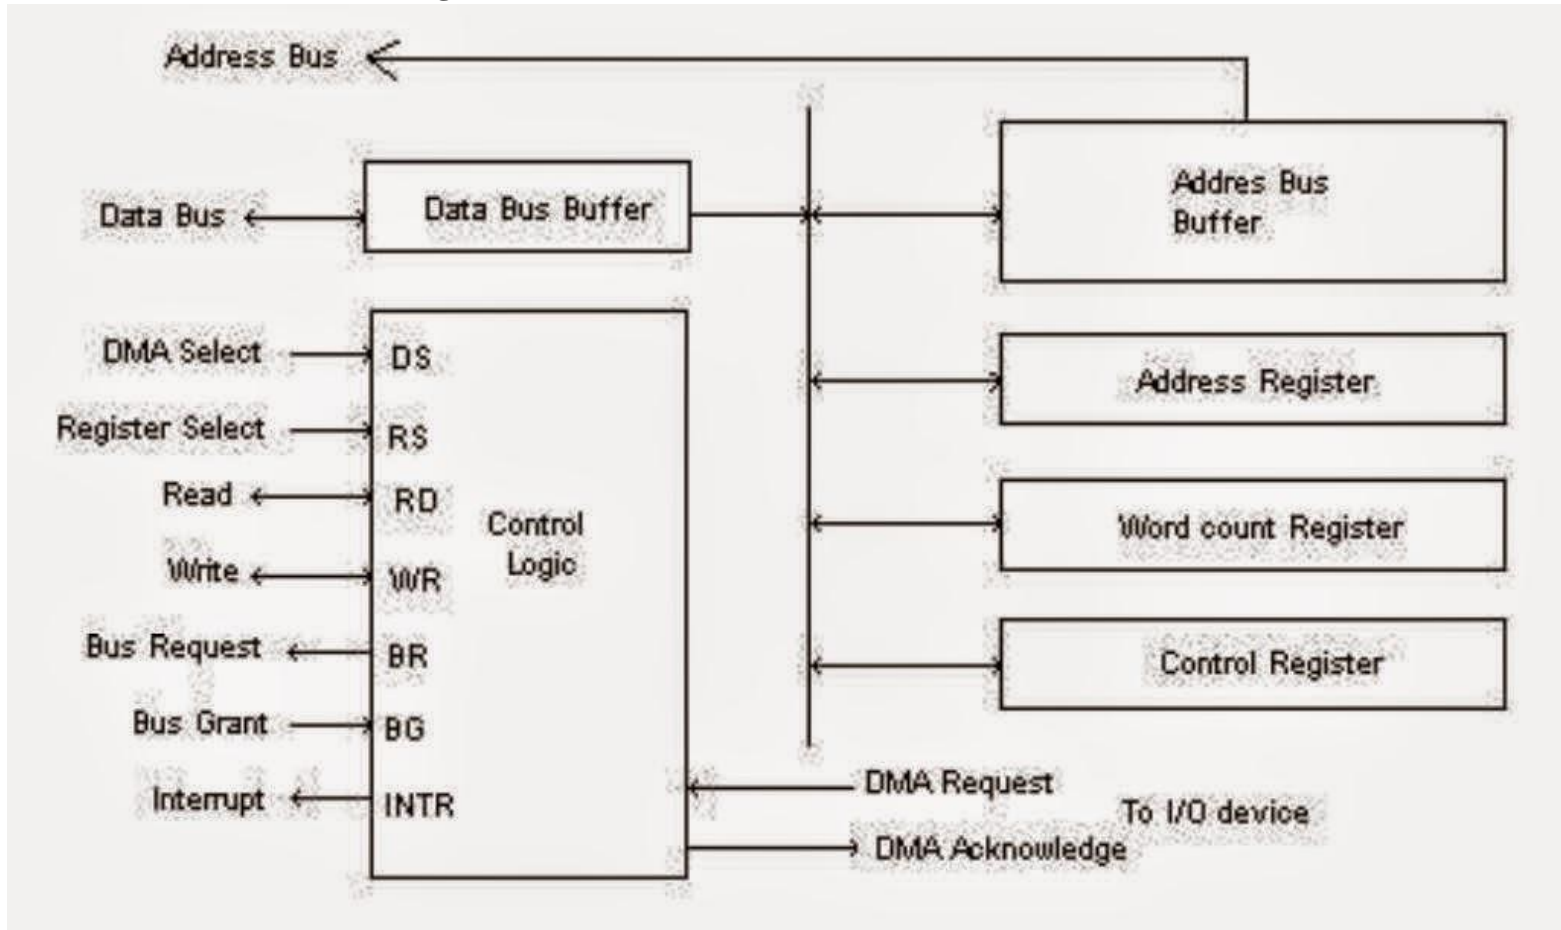 Address Bus
Addres Bus
Buffer
Data Bus
Data Bus Buffer
DMA Select
DS
Address Register
Register Select
RS
Read
RD
Control
Logic
Word count Register
Write
WR
Bus Request
BR
Control Register
Bus Grant
BG
Interrupt
INTR
DMA Request
To I/O device
DMA Acknowledge